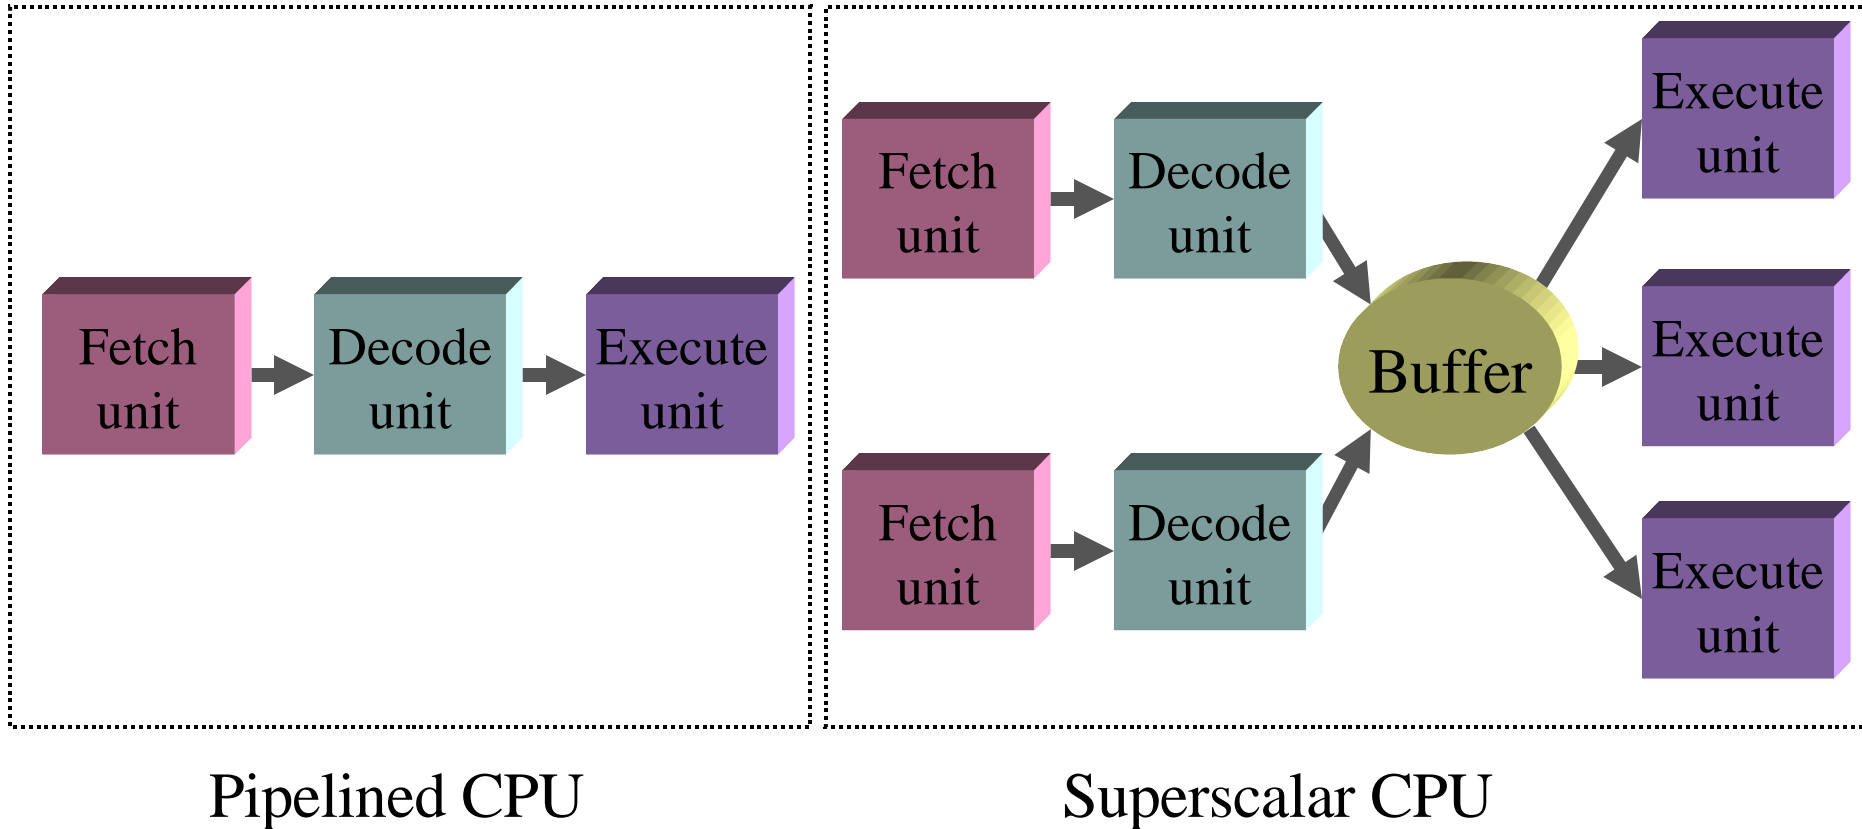 Fetch
unit
Decode
unit
Execute
unit
Pipelined CPU
Fetch
unit
Decode
unit
Fetch
unit
Decode
unit
Buffer
Execute
unit
Execute
unit
Execute
unit
Superscalar CPU